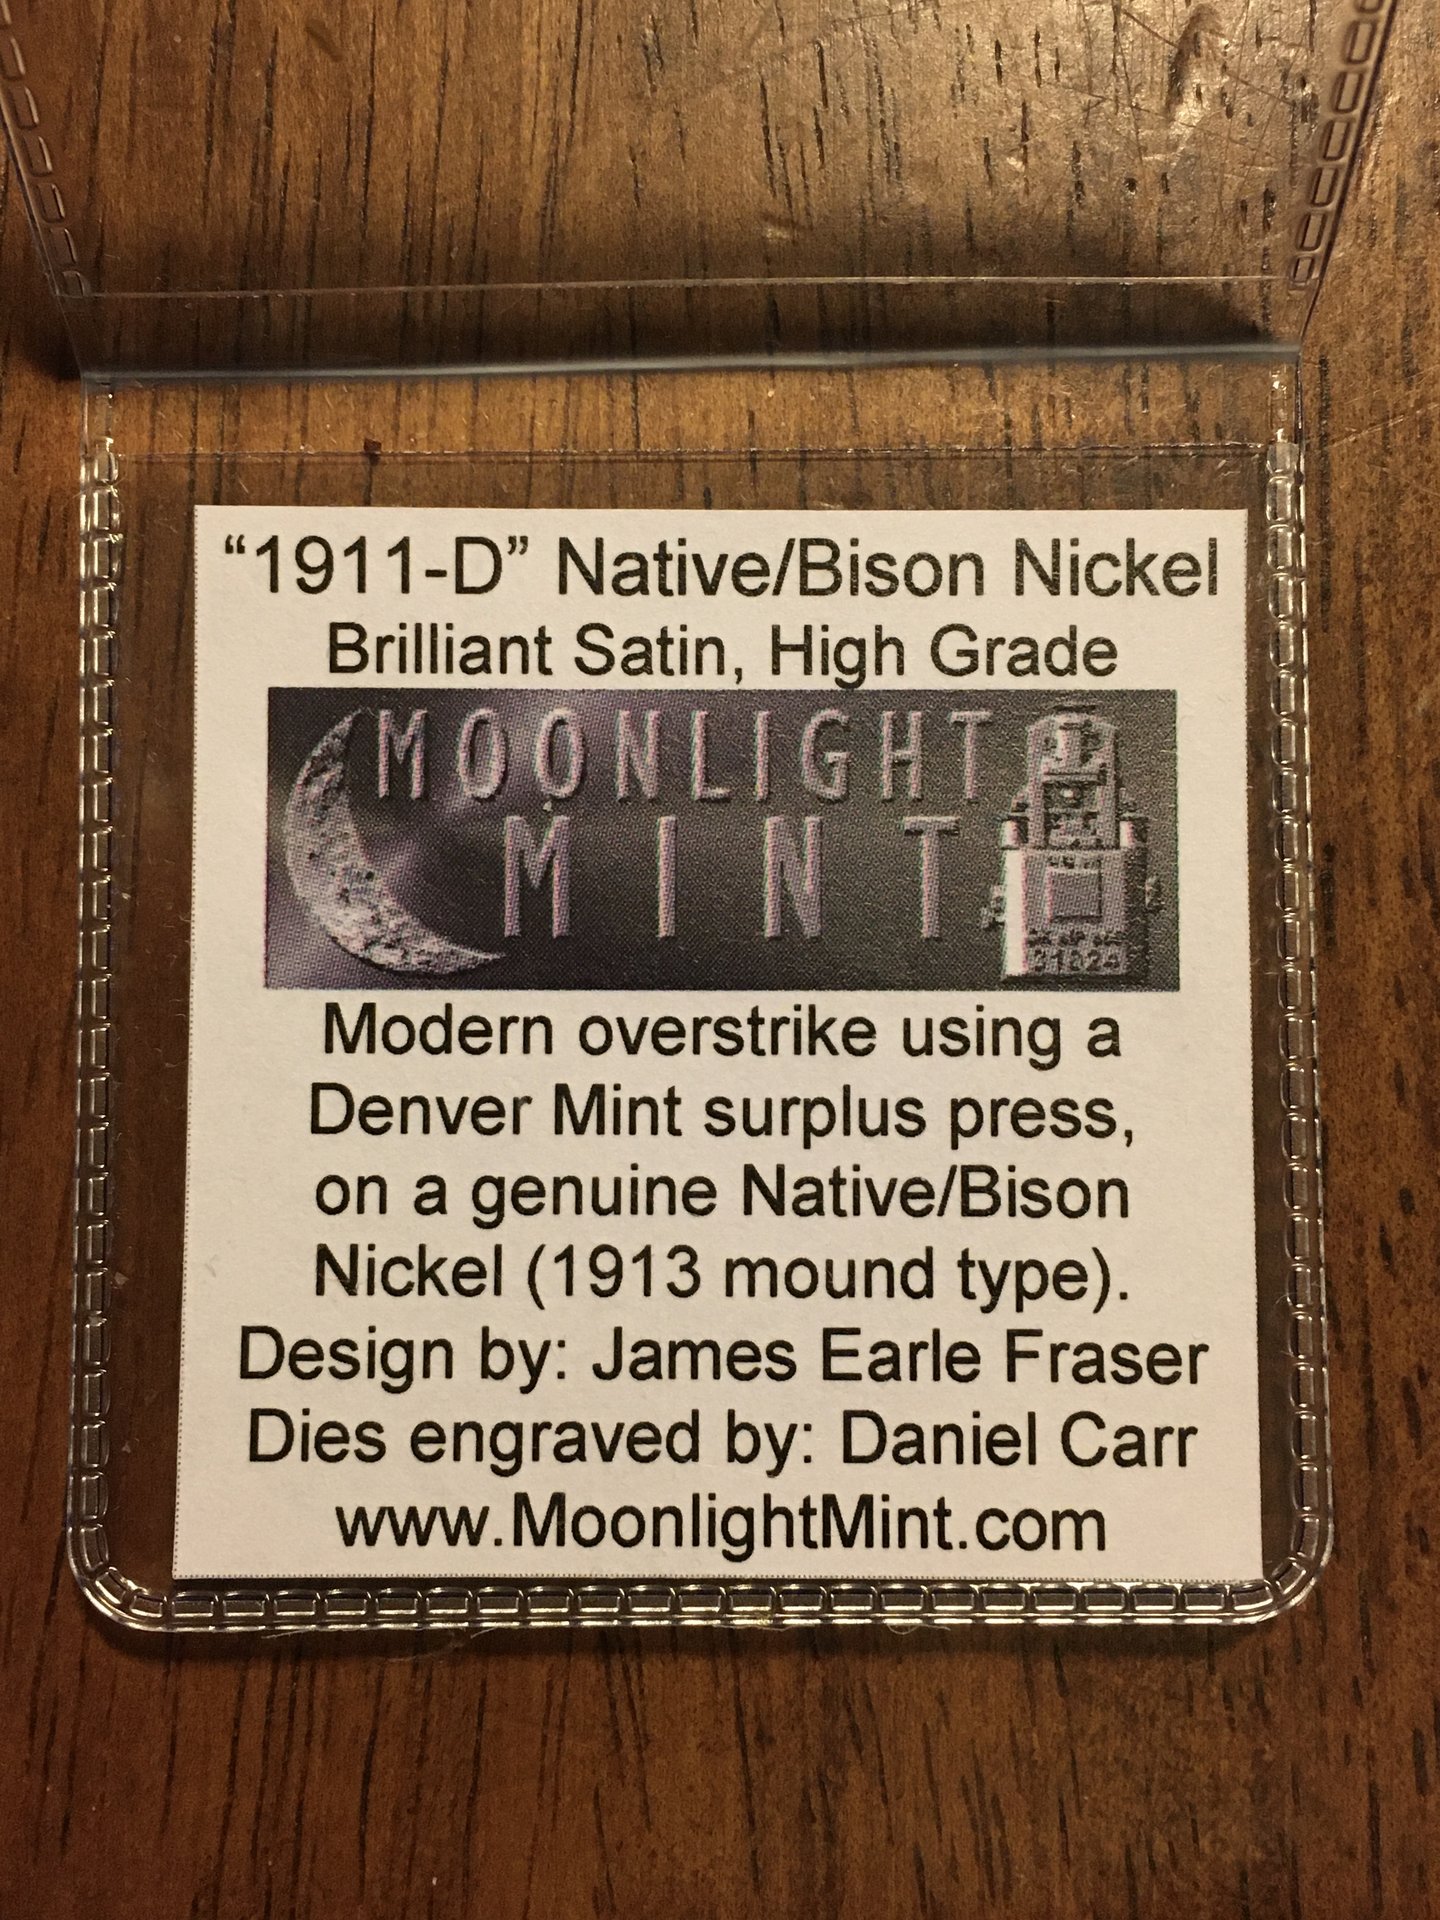 “1911-D” Native/Bison Nickel
Brilliant Satin, High Grade
MOONLIGHT
MINT
Modern overstrike using a
Denver Mint surplus press,
on a genuine Native/Bison
Nickel (1913 mound type).
Design by: James Earle Fraser
Dies engraved by: Daniel Carr
www.MoonlightMint.com